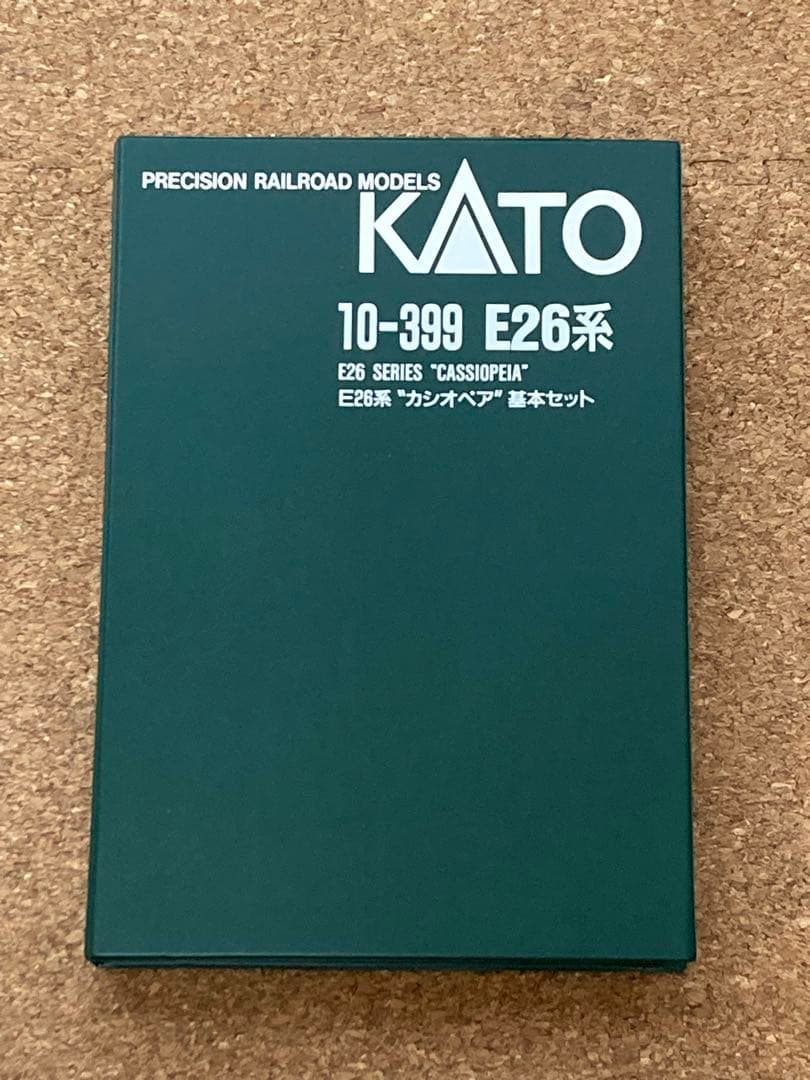 PRECISION RAILROAD MODELS
KATO
10-399 E26系
E26 SERIES "CASSIOPEIA"
E26系 "カシオペア" 基本セット